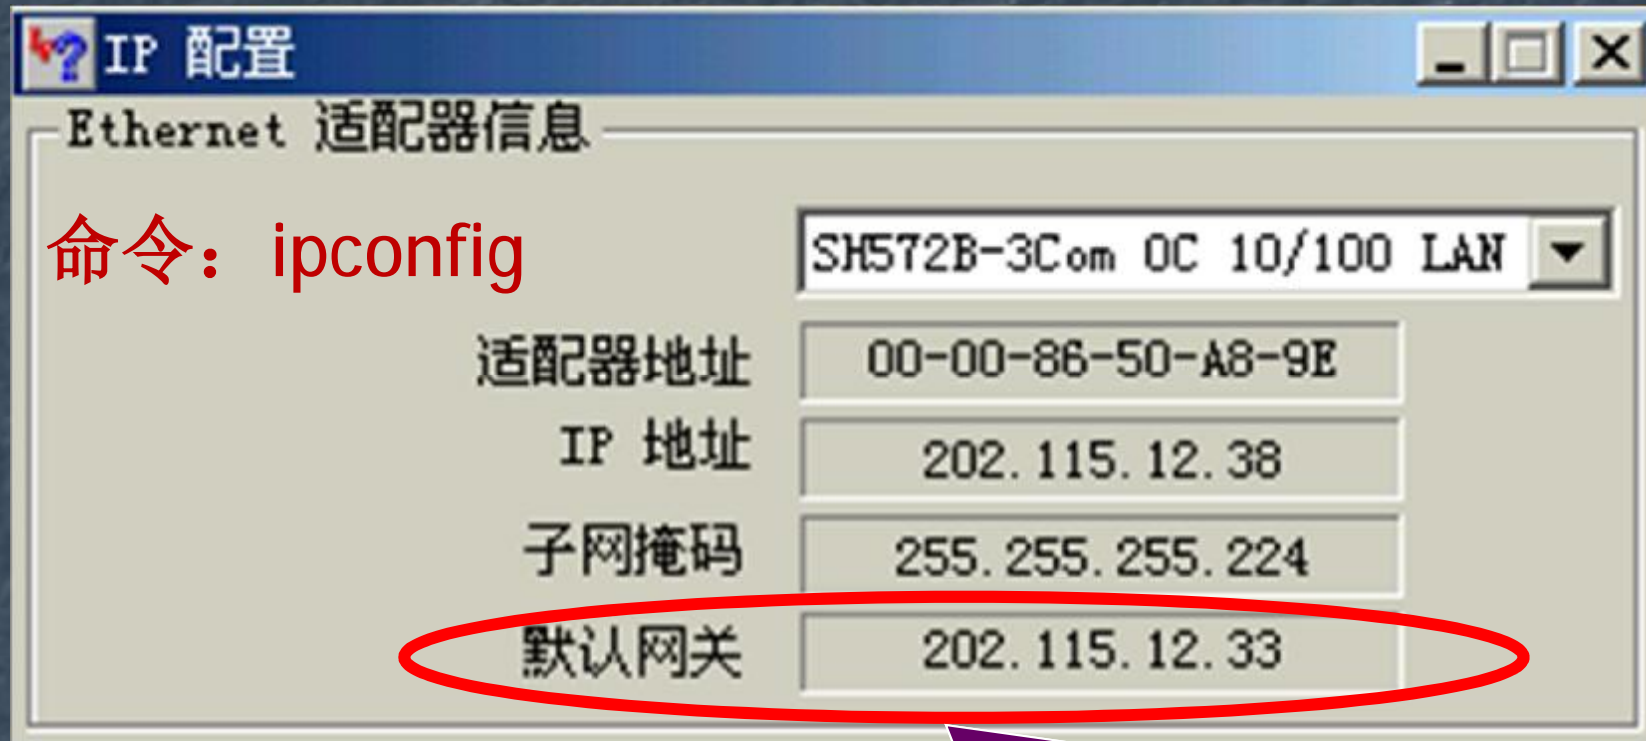 IP 配置
Ethernet 适配器信息
命令：ipconfig
SH572B-3Com OC 10/100 LAN
适配器地址 00-00-86-50-A8-9E
IP 地址 202.115.12.38
子网掩码 255.255.255.224
默认网关 202.115.12.33